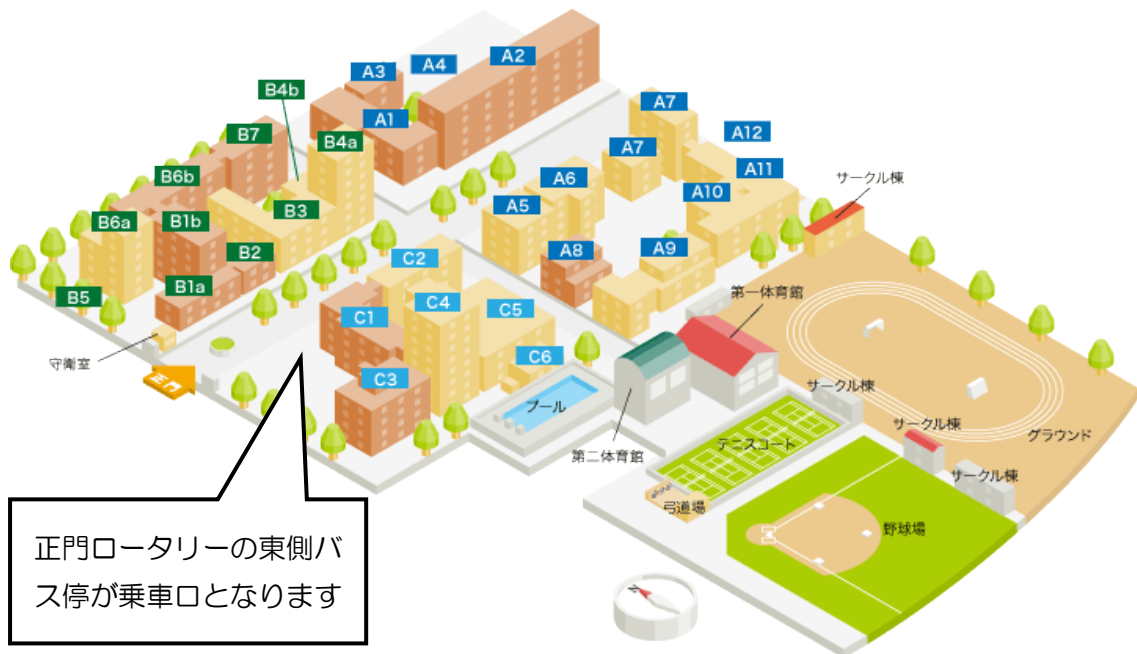 A2
A4
A3
B4b
A7
A1
B7
B4a
A12
A7
A11
サークル棟
B6b
A6
A10
A5
B3
B6a
B1b
A8
A9
B2
C2
B5
B1a
第一体育館
C4
C5
C1
守衛室
C6
正門
C3
サークル棟
プール
サークル棟
グラウンド
テニスコート
第二体育館
サークル棟
弓道場
野球場
正門ロータリーの東側バ
ス停が乗車口となります
N